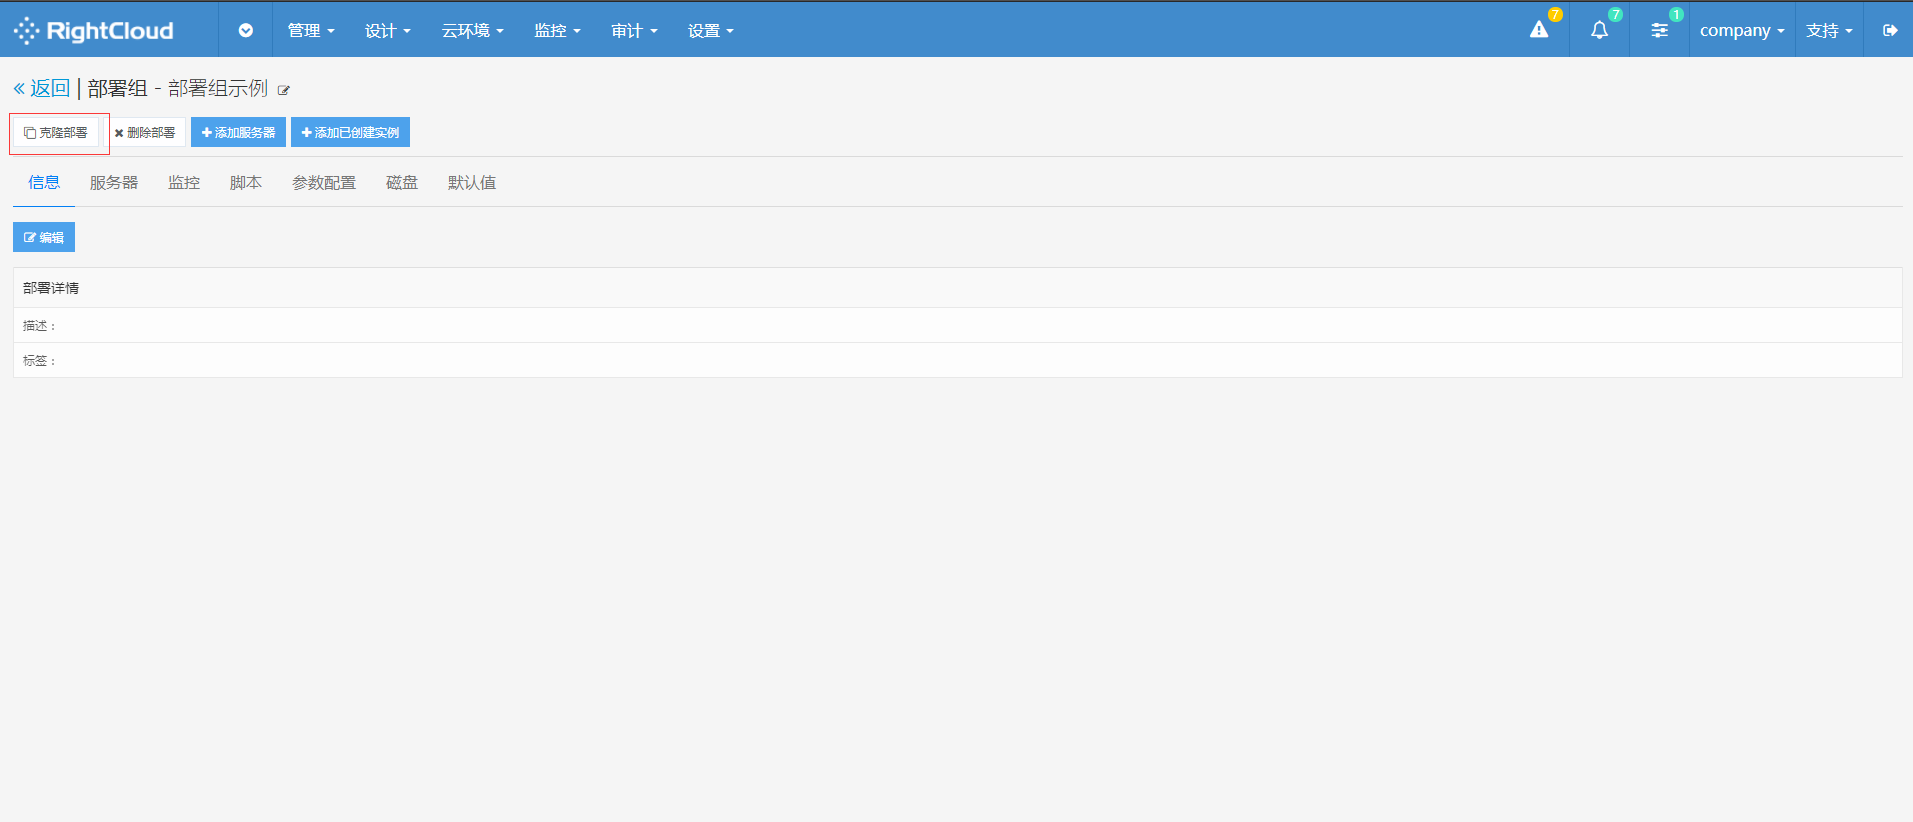 RightCloud 管理 设计 云环境 监控 审计 设置 7 7 1 company 支持
返回 | 部署组 - 部署组示例
克隆部署 删除部署 添加服务器 添加已创建实例
信息 服务器 监控 脚本 参数配置 磁盘 默认值
编辑
部署详情
描述：
标签：